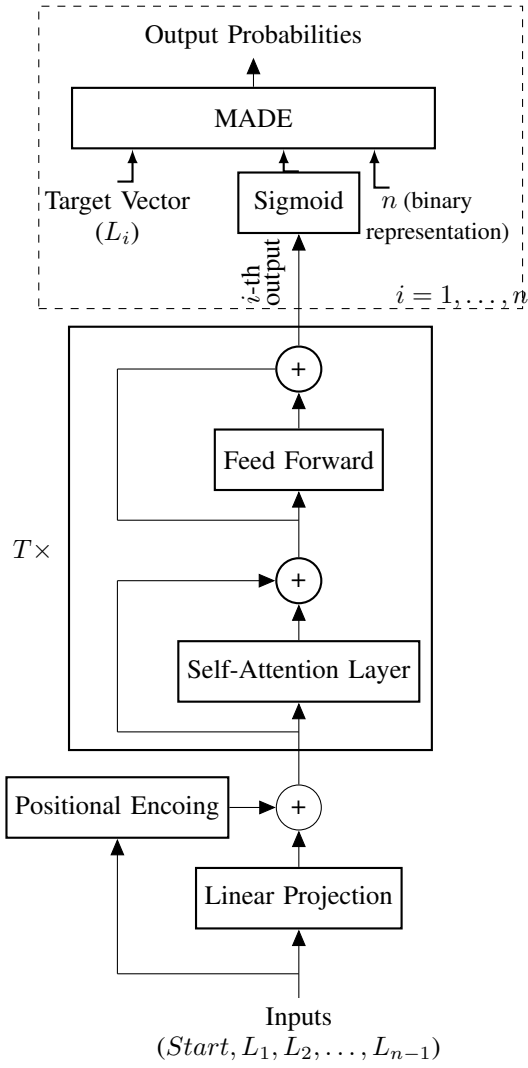 Output Probabilities
MADE
Target Vector
(L_i)
Sigmoid
n (binary
representation)
i-th
output
i = 1, . . . , n
+
Feed Forward
T×
+
Self-Attention Layer
Positional Encoing
+
Linear Projection
Inputs
(Start, L_1, L_2, . . . , L_{n−1})